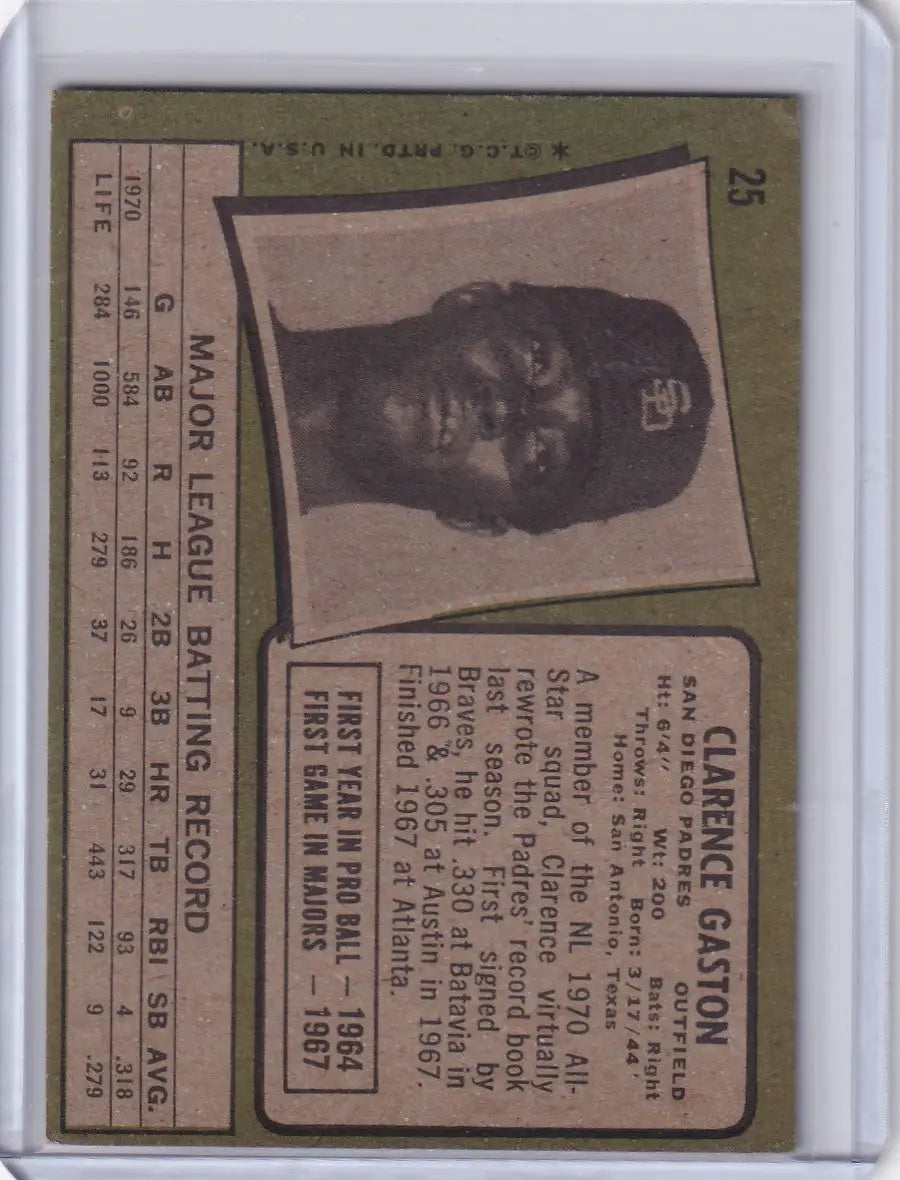 25
*©T.C.G. PRTD. IN U.S.A.
CLARENCE GASTON
SAN DIEGO PADRES OUTFIELD
Ht: 6'4" Wt: 200 Bats: Right
Throws: Right Born: 3/17/44
Home: San Antonio, Texas
A member of the NL 1970 All-
Star squad, Clarence virtually
rewrote the Padres' record book
last season. First signed by
Braves, he hit .330 at Batavia in
1966 & .305 at Austin in 1967.
Finished 1967 at Atlanta.
FIRST YEAR IN PRO BALL — 1964
FIRST GAME IN MAJORS — 1967
MAJOR LEAGUE BATTING RECORD
G AB R H 2B 3B HR TB RBI SB AVG.
1970 146 584 92 186 26 9 29 317 93 4 .318
LIFE 284 1000 113 279 37 17 31 443 122 9 .279